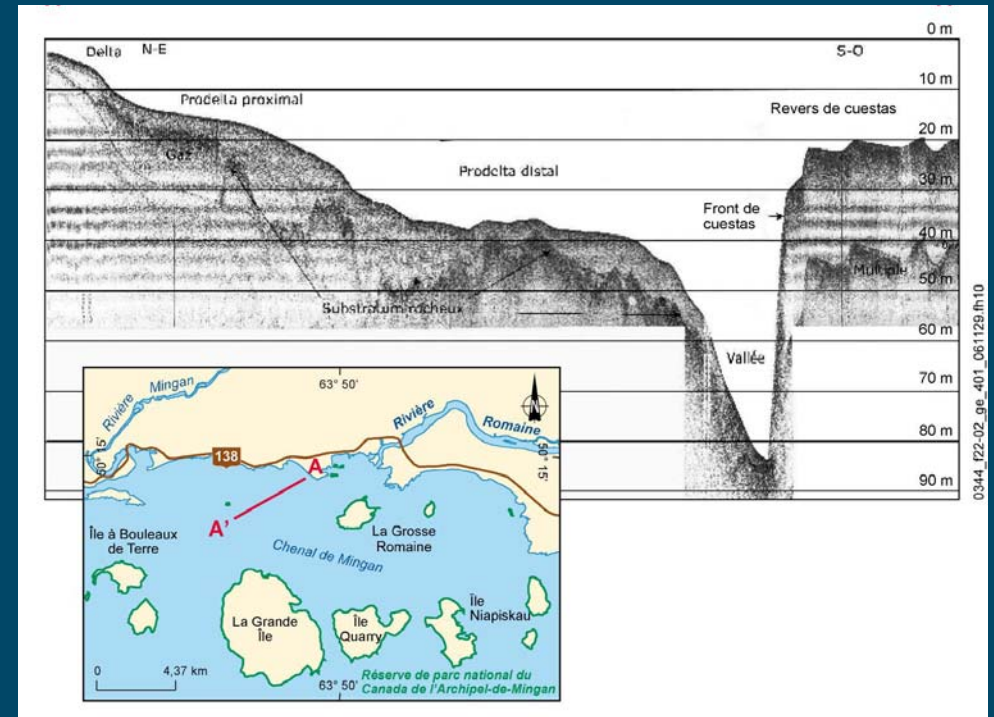 0 m
Delta N-E
S-O
10 m
Prodelta proximal
Revers de cuestas
20 m
Gaz
Prodelta distal
30 m
Front de
cuestas
40 m
Multiple
50 m
Substratum rocheux
60 m
Vallée
70 m
80 m
90 m
63° 50'
Rivière Mingan
Rivière Romaine
50° 15'
138
A
50° 15'
A'
La Grosse
Romaine
Île à Bouleaux
de Terre
Chenal de Mingan
Île
Niapiskau
La Grande
Île
Île
Quarry
0 4,37 km
63° 50'
Réserve de parc national du
Canada de l'Archipel-de-Mingan
N
0344_f22-02_ge_401_061129.fh10